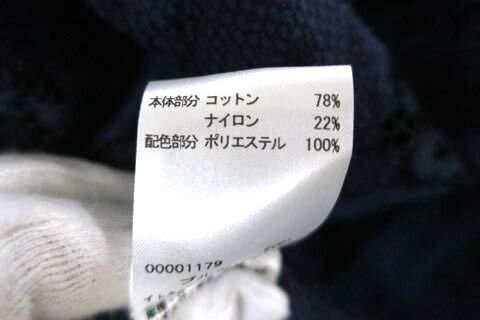 本体部分 コットン 78%
ナイロン 22%
配色部分 ポリエステル 100%
00001179